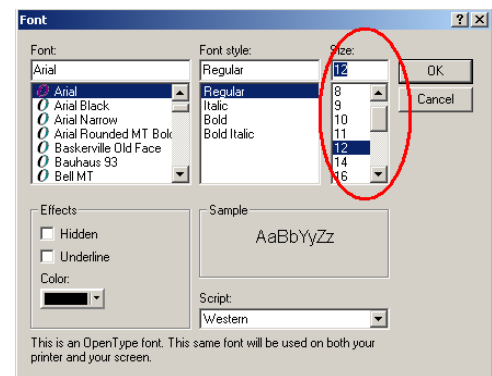 Font
Font: Font style: Size:
Arial Regular 12 OK
Arial Regular 8 Cancel
Arial Black Italic 9
Arial Narrow Bold 10
Arial Rounded MT Bold Bold Italic 11
Baskerville Old Face 12
Bauhaus 93 14
Bell MT 16
Effects Sample
Hidden AaBbYyZz
Underline
Color:
Script:
Western
This is an OpenType font. This same font will be used on both your
printer and your screen.